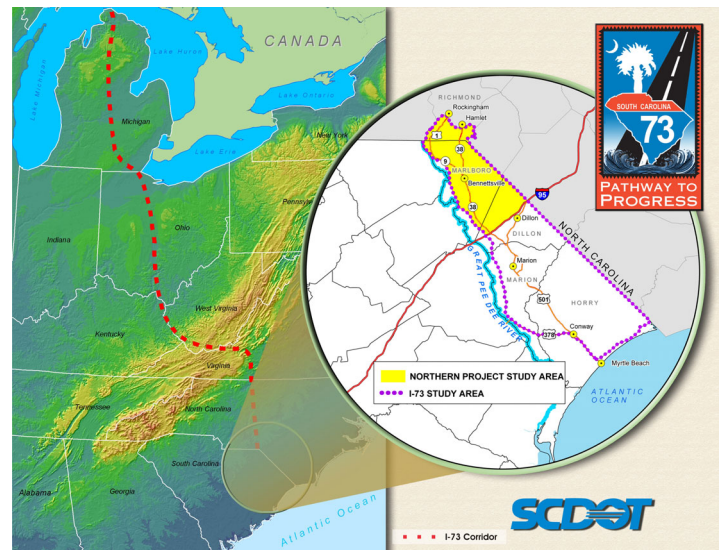 CANADA
Lake Huron
Lake Michigan
Lake Ontario
Michigan
Lake Erie
New York
Pennsylv
Indiana
Ohio
West Virginia
Kentucky
Virginia
Tennessee
North Carolina
South Carolina
Alabama
Georgia
Atlantic Ocean
I-73 Corridor
RICHMOND
Rockingham
Hamlet
1
38
9
MARLBORO
Bennettsville
38
95
Dillon
DILLON
NORTH CAROLINA
Marion
MARION
GREAT PEE DEE RIVER
501
HORRY
378
Conway
Myrtle Beach
ATLANTIC
OCEAN
NORTHERN PROJECT STUDY AREA
I-73 STUDY AREA
SOUTH CAROLINA
73
PATHWAY TO
PROGRESS
SCDOT